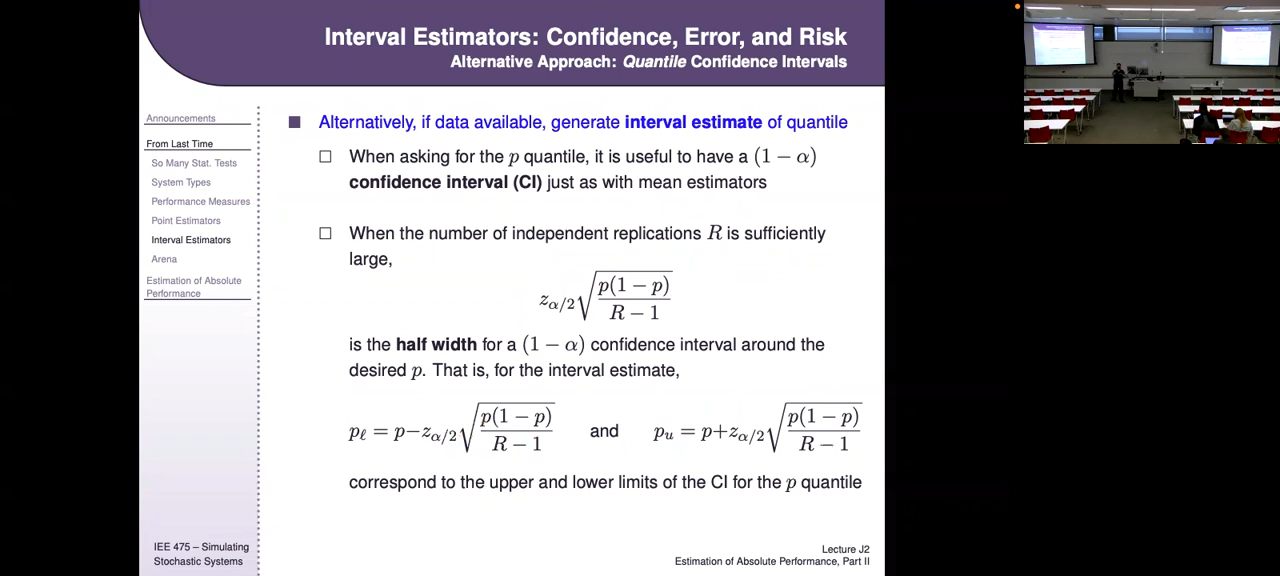 Interval Estimators: Confidence, Error, and Risk
Alternative Approach: Quantile Confidence Intervals
Announcements
From Last Time
So Many Stat. Tests
System Types
Performance Measures
Point Estimators
Interval Estimators
Arena
Estimation of Absolute
Performance
Alternatively, if data available, generate interval estimate of quantile
When asking for the p quantile, it is useful to have a (1 − α)
confidence interval (CI) just as with mean estimators
When the number of independent replications R is sufficiently
large,
z_{α/2} √(p(1 − p) / (R − 1))
is the half width for a (1 − α) confidence interval around the
desired p. That is, for the interval estimate,
p_ℓ = p−z_{α/2} √(p(1 − p) / (R − 1)) and p_u = p+z_{α/2} √(p(1 − p) / (R − 1))
correspond to the upper and lower limits of the CI for the p quantile
IEE 475 – Simulating
Stochastic Systems
Lecture J2
Estimation of Absolute Performance, Part II